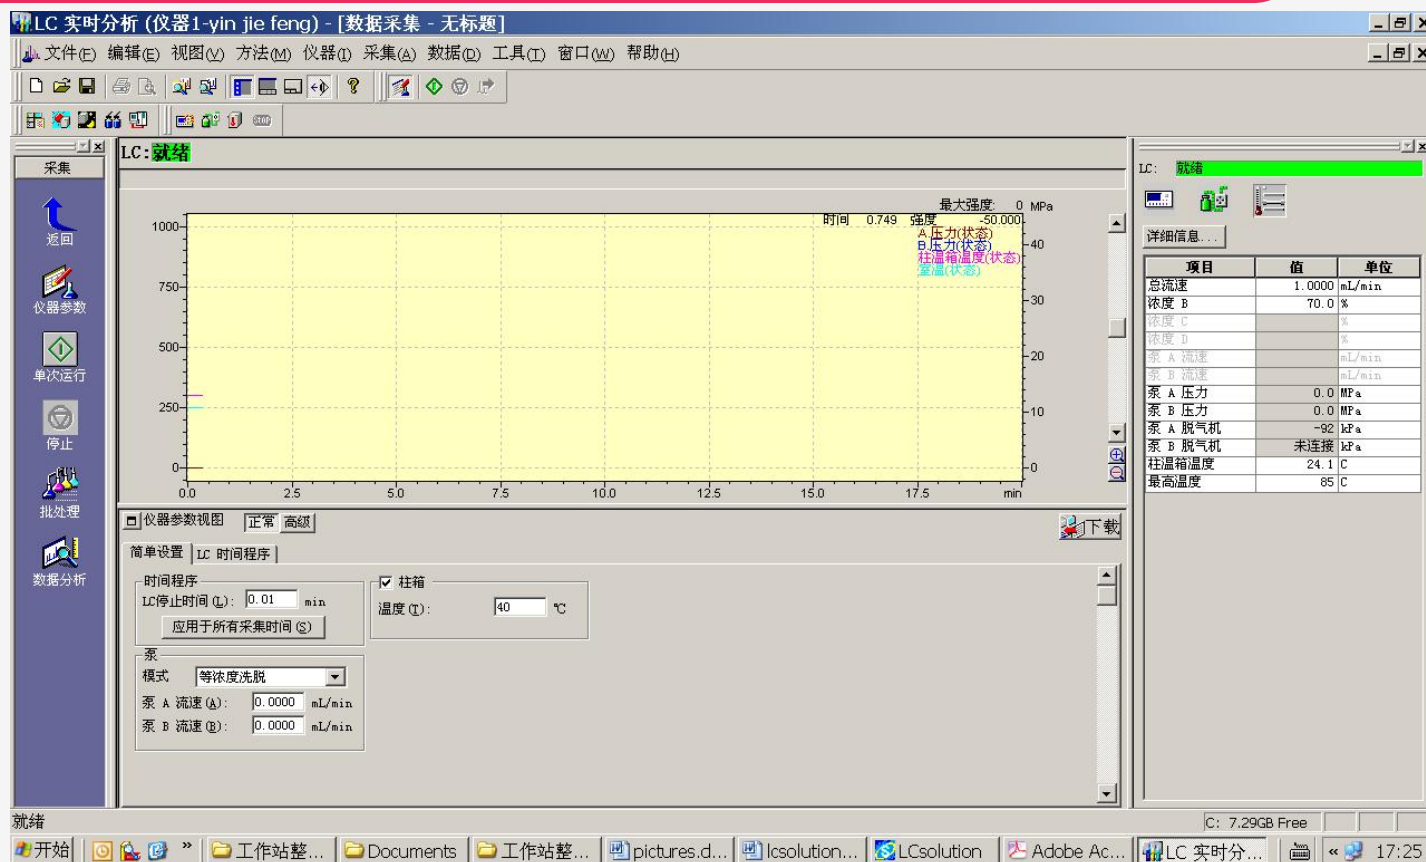 LC 实时分析 (仪器1-yin jie feng) - [数据采集 - 无标题]
文件(F) 编辑(E) 视图(V) 方法(M) 仪器(I) 采集(A) 数据(D) 工具(T) 窗口(W) 帮助(H)
采集
返回
仪器参数
单次运行
停止
批处理
数据分析
LC:就绪
最大强度: 0 MPa
时间 0.749 强度 -50.000
A.压力(状态)
B.压力(状态)
柱温箱温度(状态)
室温(状态)
1000
750
500
250
0
40
30
20
10
0
0.0 2.5 5.0 7.5 10.0 12.5 15.0 17.5 min
仪器参数视图 正常 高级 下载
简单设置 LC 时间程序
时间程序
LC停止时间(L): 0.01 min
应用于所有采集时间(S)
柱箱
温度(T): 40 ℃
泵
模式 等浓度洗脱
泵 A 流速(A): 0.0000 mL/min
泵 B 流速(B): 0.0000 mL/min
LC: 就绪
详细信息...
项目 值 单位
总流速 1.0000 mL/min
浓度 B 70.0 %
浓度 C %
浓度 D %
泵 A 流速 mL/min
泵 B 流速 mL/min
泵 A 压力 0.0 MPa
泵 B 压力 0.0 MPa
泵 A 脱气机 -92 kPa
泵 B 脱气机 未连接 kPa
柱温箱温度 24.1 C
最高温度 85 C
就绪
C: 7.29GB Free
开始 » 工作站整... Documents 工作站整... pictures.d... lcsolution... LCsolution Adobe Ac... LC 实时分... « 17:25